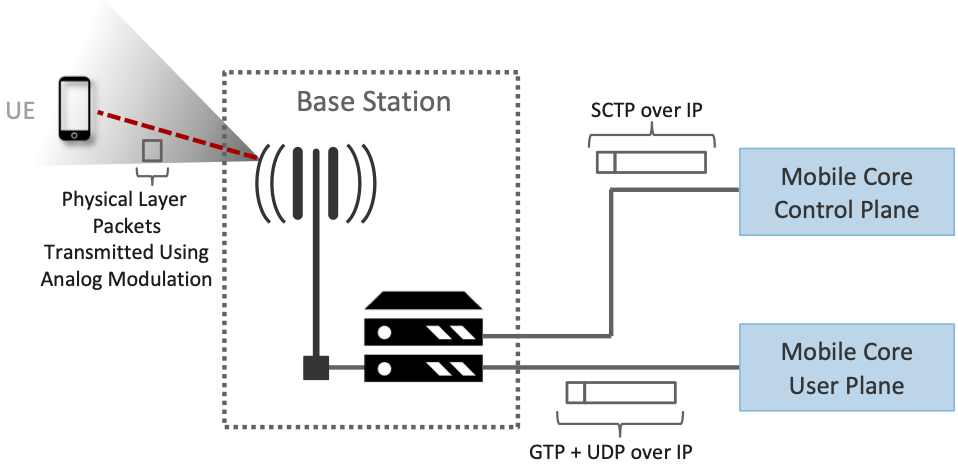 UE
Base Station
SCTP over IP
Physical Layer
Packets
Transmitted Using
Analog Modulation
Mobile Core
Control Plane
Mobile Core
User Plane
GTP + UDP over IP